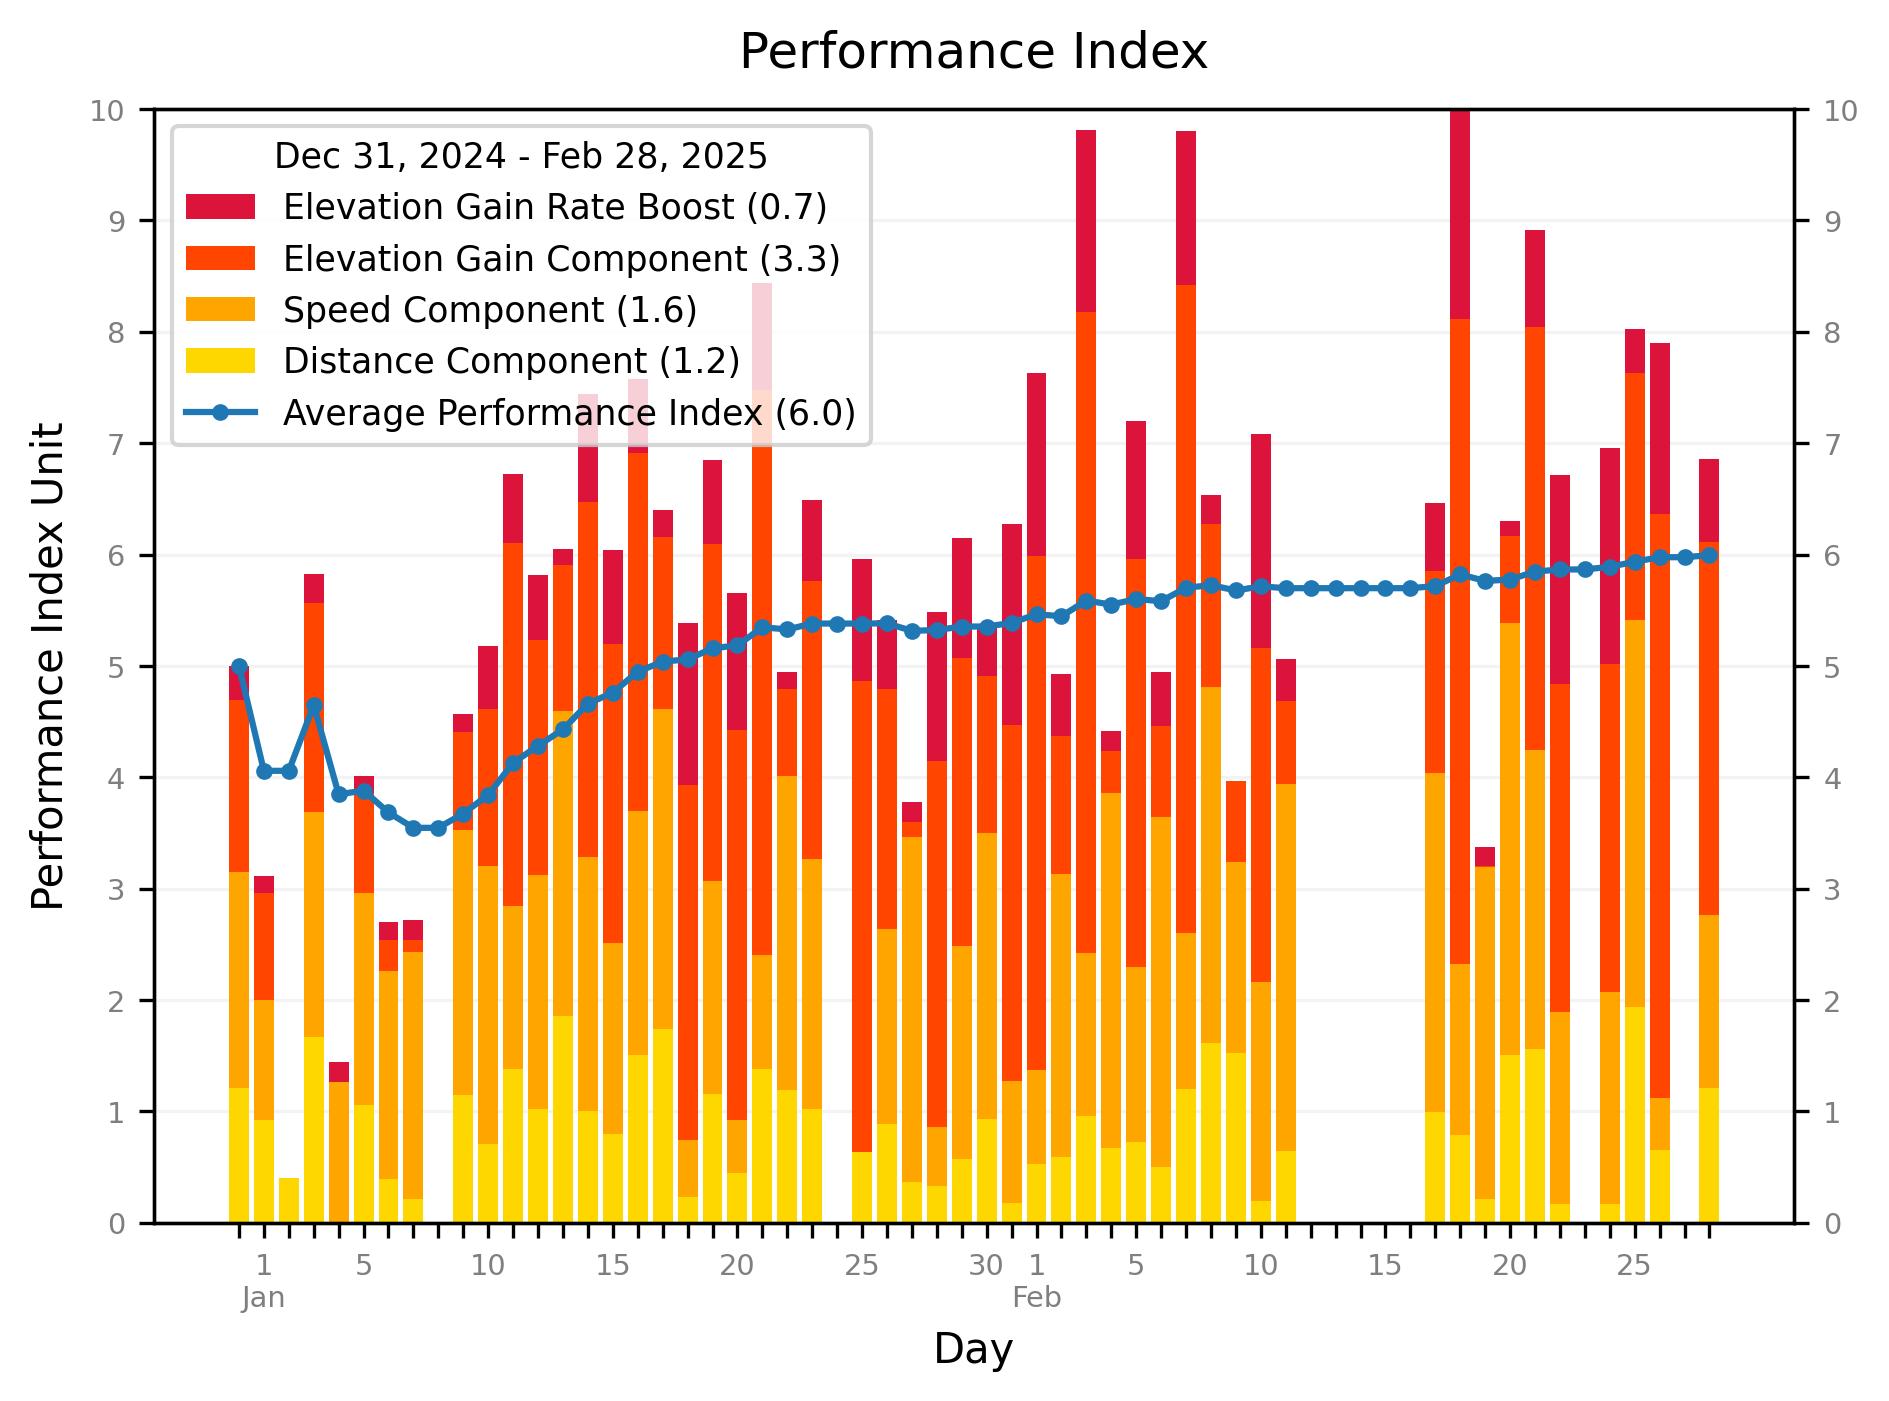 Performance Index
Dec 31, 2024 - Feb 28, 2025
Elevation Gain Rate Boost (0.7)
Elevation Gain Component (3.3)
Speed Component (1.6)
Distance Component (1.2)
Average Performance Index (6.0)
Performance Index Unit
10
9
8
7
6
5
4
3
2
1
0
10
9
8
7
6
5
4
3
2
1
0
1 5 10 15 20 25 30 1 5 10 15 20 25
Jan Feb
Day